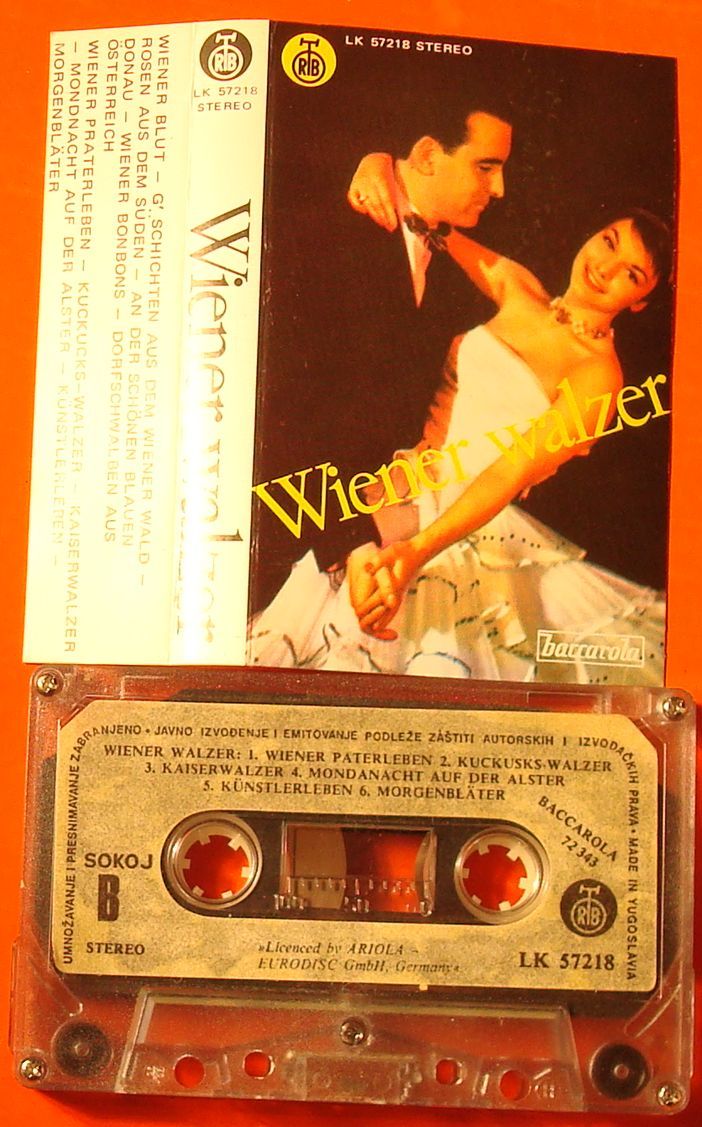 WIENER BLUT – G'SCHICHTEN AUS DEM WIENER WALD –
ROSEN AUS DEM SÜDEN – AN DER SCHÖNEN BLAUEN
DONAU – WIENER BONBONS – DORFSCHWALBEN AUS
ÖSTERREICH
WIENER PRATERLEBEN – KUCKUCKS-WALZER – KAISERWALZER
– MONDNACHT AUF DER ALSTER – KÜNSTLERLEBEN –
MORGENBLÄTER
RTB
LK 57218
STEREO
Wiener walzer
RTB
LK 57218 STEREO
Wiener walzer
baccarola
UMNOŽAVANJE I PRESNIMAVANJE ZABRANJENO • JAVNO IZVOĐENJE I EMITOVANJE PODLEŽE ZAŠTITI AUTORSKIH I IZVOĐAČKIH PRAVA • MADE IN YUGOSLAVIA
WIENER WALZER: 1. WIENER PATERLEBEN 2. KUCKUSKS-WALZER
3. KAISERWALZER 4. MONDANACHT AUF DER ALSTER
5. KÜNSTLERLEBEN 6. MORGENBLÄTER
BACCAROLA
72 343
SOKOJ
B
STEREO
RTB
»Licenced by ARIOLA –
EURODISC GmbH, Germany«
LK 57218